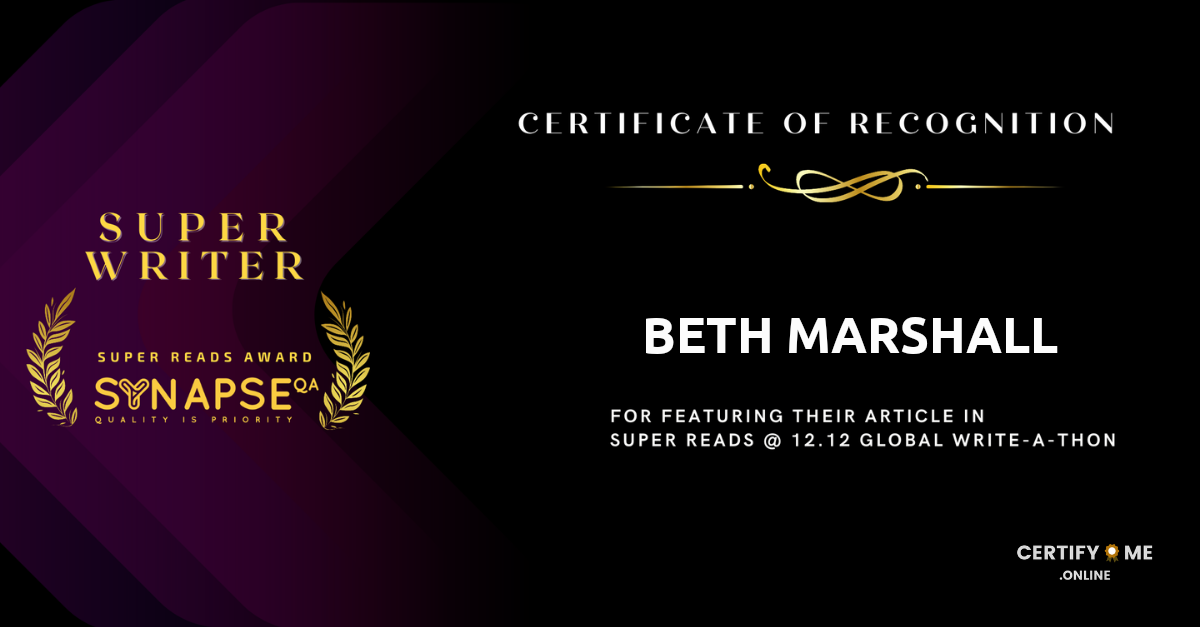 CERTIFICATE OF RECOGNITION
SUPER
WRITER
SUPER READS AWARD
SYNAPSE QA
QUALITY IS PRIORITY
BETH MARSHALL
FOR FEATURING THEIR ARTICLE IN
SUPER READS @ 12.12 GLOBAL WRITE-A-THON
CERTIFY ME
.ONLINE